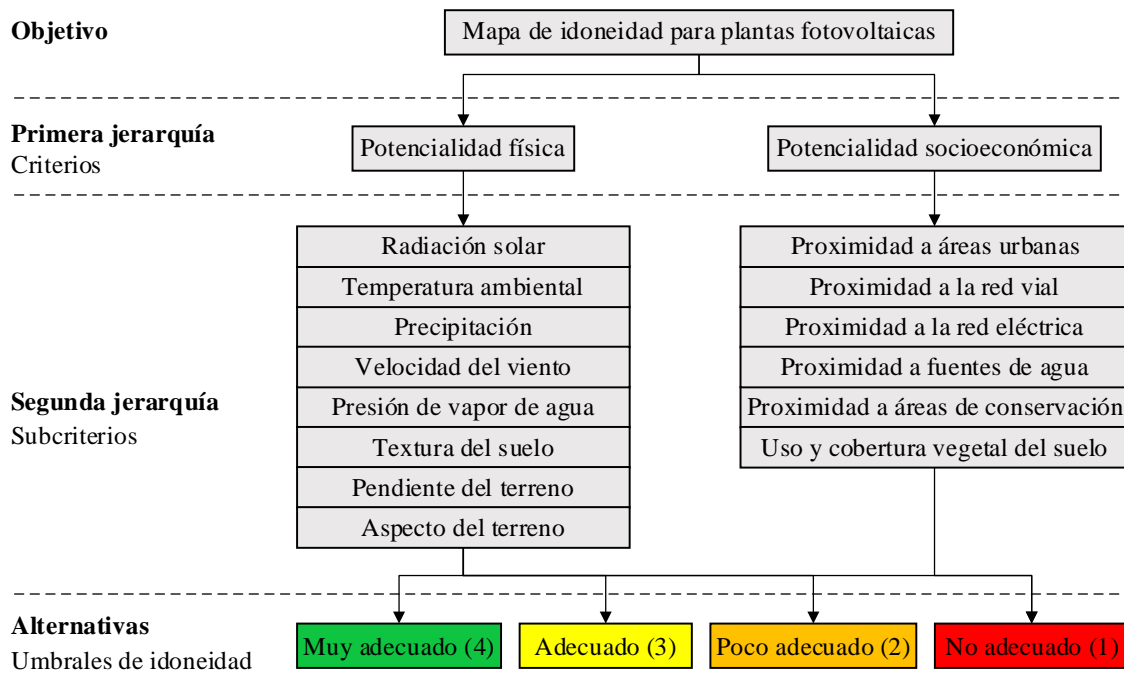 Objetivo
Mapa de idoneidad para plantas fotovoltaicas
Primera jerarquía
Criterios
Potencialidad física
Potencialidad socioeconómica
Segunda jerarquía
Subcriterios
Radiación solar
Temperatura ambiental
Precipitación
Velocidad del viento
Presión de vapor de agua
Textura del suelo
Pendiente del terreno
Aspecto del terreno
Proximidad a áreas urbanas
Proximidad a la red vial
Proximidad a la red eléctrica
Proximidad a fuentes de agua
Proximidad a áreas de conservación
Uso y cobertura vegetal del suelo
Alternativas
Umbrales de idoneidad
Muy adecuado (4)
Adecuado (3)
Poco adecuado (2)
No adecuado (1)